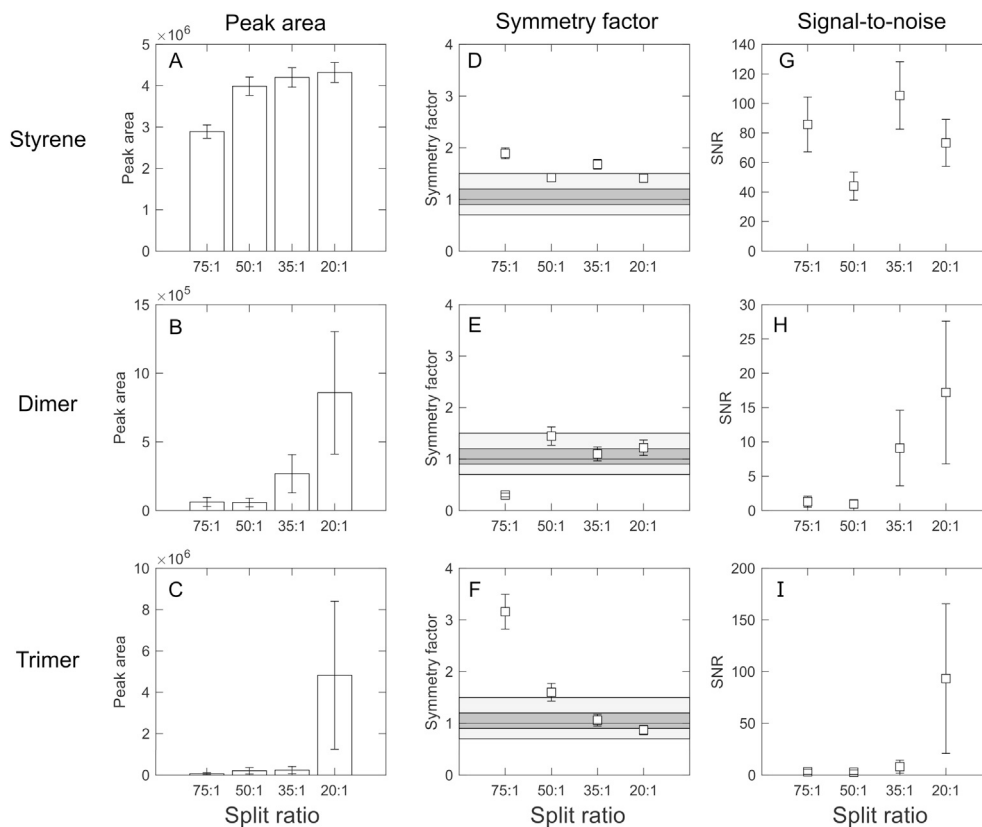 Peak area
Symmetry factor
Signal-to-noise
Styrene
Dimer
Trimer
×10⁶
A
Peak area
5
4
3
2
1
0
75:1 50:1 35:1 20:1
D
Symmetry factor
4
3
2
1
0
75:1 50:1 35:1 20:1
G
SNR
140
120
100
80
60
40
20
0
75:1 50:1 35:1 20:1
×10⁵
B
Peak area
15
10
5
0
75:1 50:1 35:1 20:1
E
Symmetry factor
4
3
2
1
0
75:1 50:1 35:1 20:1
H
SNR
30
25
20
15
10
5
0
75:1 50:1 35:1 20:1
×10⁶
C
Peak area
10
8
6
4
2
0
75:1 50:1 35:1 20:1
Split ratio
F
Symmetry factor
4
3
2
1
0
75:1 50:1 35:1 20:1
Split ratio
I
SNR
200
150
100
50
0
75:1 50:1 35:1 20:1
Split ratio